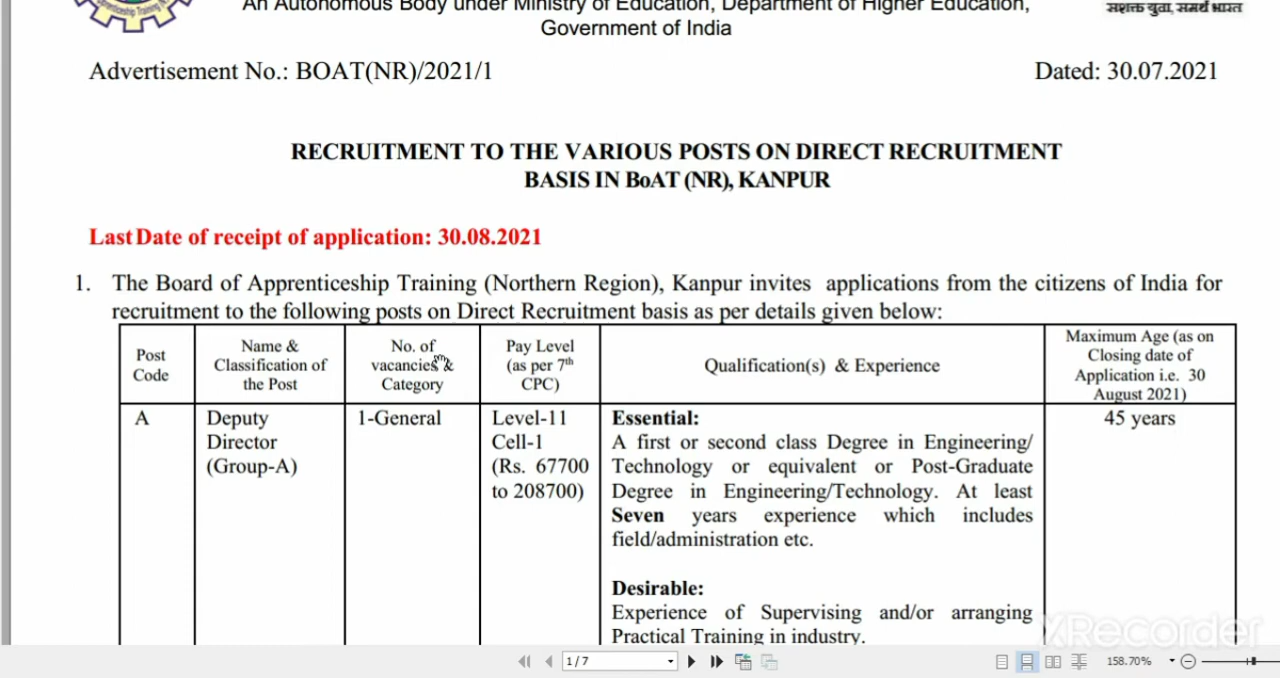 An Autonomous Body under Ministry of Education, Department of Higher Education,
Government of India
सशक्त युवा, समर्थ भारत
Advertisement No.: BOAT(NR)/2021/1
Dated: 30.07.2021
RECRUITMENT TO THE VARIOUS POSTS ON DIRECT RECRUITMENT
BASIS IN BoAT (NR), KANPUR
Last Date of receipt of application: 30.08.2021
1. The Board of Apprenticeship Training (Northern Region), Kanpur invites applications from the citizens of India for
recruitment to the following posts on Direct Recruitment basis as per details given below:
Post
Code
Name &
Classification of
the Post
No. of
vacancies &
Category
Pay Level
(as per 7th
CPC)
Qualification(s) & Experience
Maximum Age (as on
Closing date of
Application i.e. 30
August 2021)
A
Deputy
Director
(Group-A)
1-General
Level-11
Cell-1
(Rs. 67700
to 208700)
Essential:
A first or second class Degree in Engineering/
Technology or equivalent or Post-Graduate
Degree in Engineering/Technology. At least
Seven years experience which includes
field/administration etc.
Desirable:
Experience of Supervising and/or arranging
Practical Training in industry.
45 years
XRecorder
1/7
158.70%